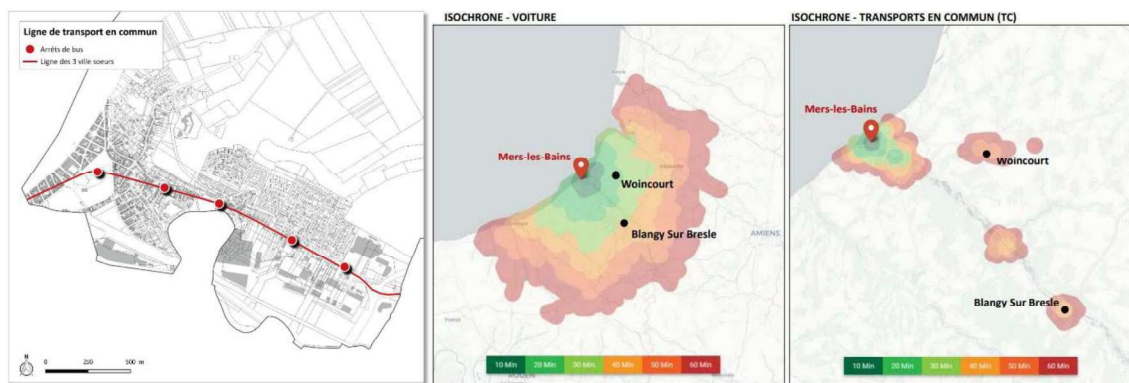 Ligne de transport en commun
Arrêts de bus
Ligne des 3 ville soeurs
N
0 250 500 m
ISOCHRONE - VOITURE
Mers-les-Bains
Woincourt
Blangy Sur Bresle
AMIENS
ROUEN
10 Min 20 Min 30 Min 40 Min 50 Min 60 Min
ISOCHRONE - TRANSPORTS EN COMMUN (TC)
Mers-les-Bains
Woincourt
Blangy Sur Bresle
10 Min 20 Min 30 Min 40 Min 50 Min 60 Min